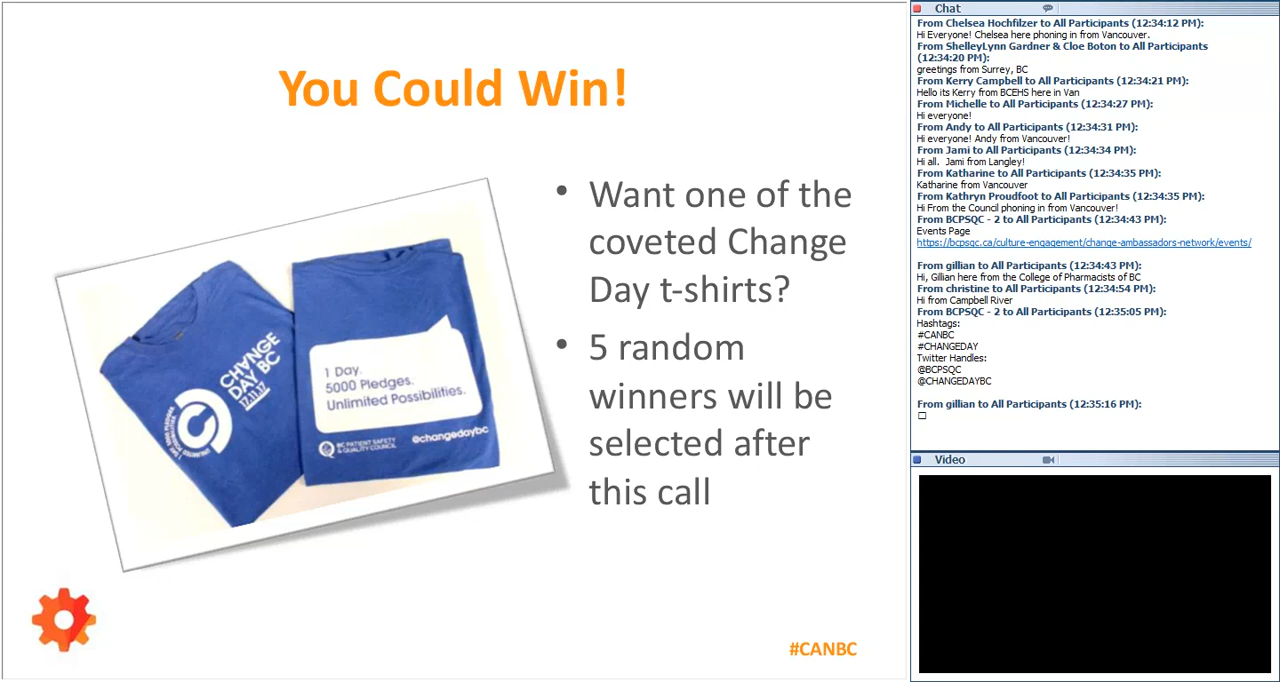 You Could Win!
• Want one of the
coveted Change
Day t-shirts?
• 5 random
winners will be
selected after
this call
CHANGE
DAY BC
17.11.17
1 Day.
5000 Pledges.
Unlimited Possibilities.
BC PATIENT SAFETY
& QUALITY COUNCIL
@changedaybc
#CANBC
Chat
From Chelsea Hochfilzer to All Participants (12:34:12 PM):
Hi Everyone! Chelsea here phoning in from Vancouver.
From ShelleyLynn Gardner & Cloe Boton to All Participants
(12:34:20 PM):
greetings from Surrey, BC
From Kerry Campbell to All Participants (12:34:21 PM):
Hello its Kerry from BCEHS here in Van
From Michelle to All Participants (12:34:27 PM):
Hi everyone!
From Andy to All Participants (12:34:31 PM):
Hi everyone! Andy from Vancouver!
From Jami to All Participants (12:34:34 PM):
Hi all.  Jami from Langley!
From Katharine to All Participants (12:34:35 PM):
Katharine from Vancouver
From Kathryn Proudfoot to All Participants (12:34:35 PM):
Hi From the Council phoning in from Vancouver!
From BCPSQC - 2 to All Participants (12:34:43 PM):
Events Page
https://bcpsqc.ca/culture-engagement/change-ambassadors-network/events/
From gillian to All Participants (12:34:43 PM):
Hi, Gillian here from the College of Pharmacists of BC
From christine to All Participants (12:34:54 PM):
Hi from Campbell River
From BCPSQC - 2 to All Participants (12:35:05 PM):
Hashtags:
#CANBC
#CHANGEDAY
Twitter Handles:
@BCPSQC
@CHANGEDAYBC
From gillian to All Participants (12:35:16 PM):
Video